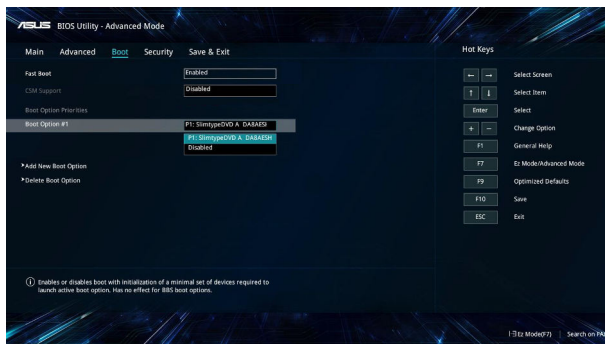 ASUS BIOS Utility - Advanced Mode
Main Advanced Boot Security Save & Exit
Hot Keys
Fast Boot Enabled
CSM Support Disabled
Boot Option Priorities
Boot Option #1 P1: SlimtypeDVD A DA8AESH
P1: SlimtypeDVD A DA8AESH
Disabled
Add New Boot Option
Delete Boot Option
← → Select Screen
↑ ↓ Select Item
Enter Select
+ - Change Option
F1 General Help
F7 Ez Mode/Advanced Mode
F9 Optimized Defaults
F10 Save
ESC Exit
Enables or disables boot with initialization of a minimal set of devices required to
launch active boot option. Has no effect for BBS boot options.
Ez Mode(F7) | Search on